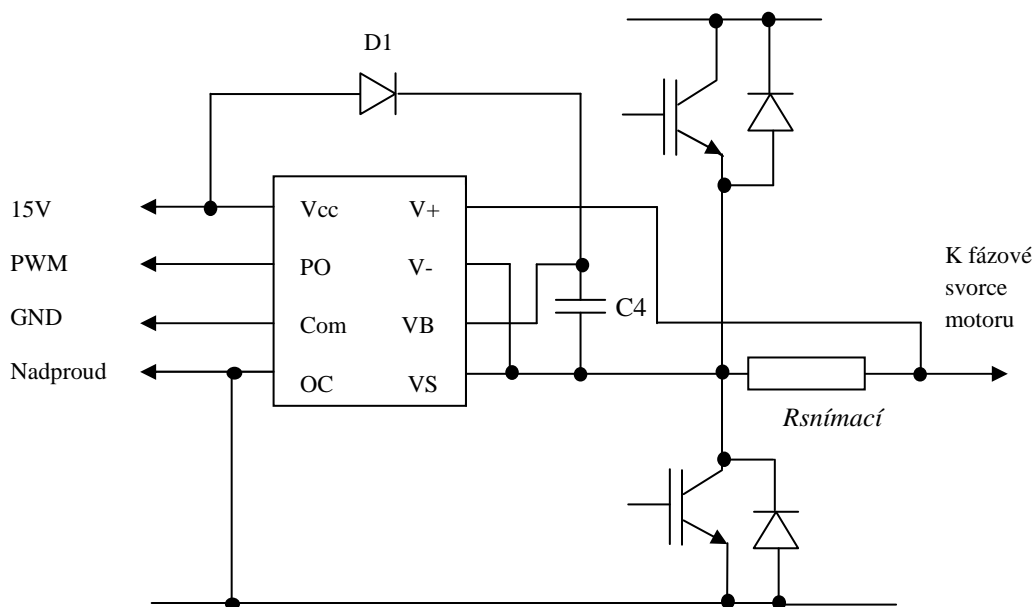 D1
15V
PWM
GND
Nadproud
Vcc
PO
Com
OC
V+
V-
VB
VS
C4
Rsnímací
K fázové
svorce
motoru